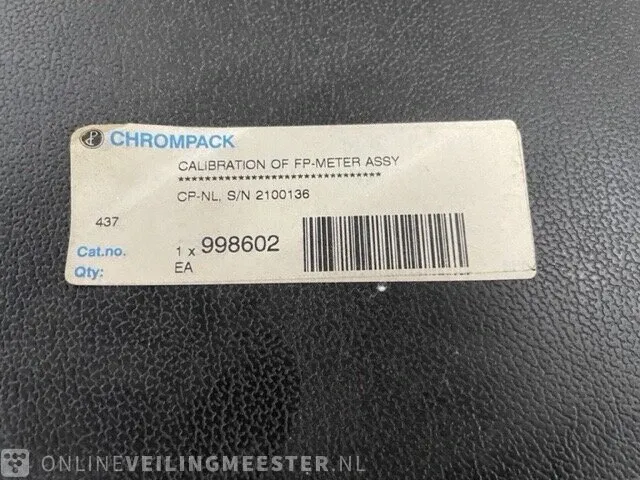 CHROMPACK
CALIBRATION OF FP-METER ASSY
*******************************
CP-NL, S/N 2100136
437
Cat.no. 1 x 998602
Qty: EA
ONLINEVEILINGMEESTER.NL